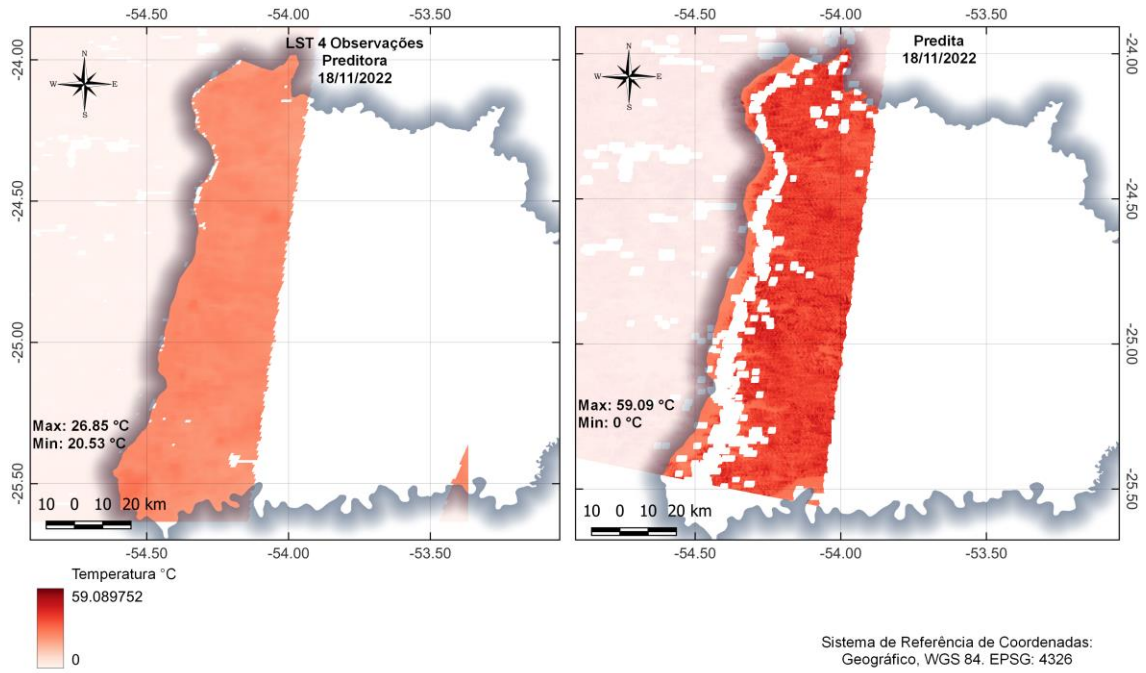 -54.50 -54.00 -53.50
-24.00
-24.50
-25.00
-25.50
N
W E
S
LST 4 Observações
Preditora
18/11/2022
Max: 26.85 °C
Min: 20.53 °C
10 0 10 20 km
-54.50 -54.00 -53.50
-54.50 -54.00 -53.50
N
W E
S
Predita
18/11/2022
-24.00
-24.50
-25.00
-25.50
Max: 59.09 °C
Min: 0 °C
10 0 10 20 km
-54.50 -54.00 -53.50
Temperatura °C
59.089752
0
Sistema de Referência de Coordenadas:
Geográfico, WGS 84. EPSG: 4326